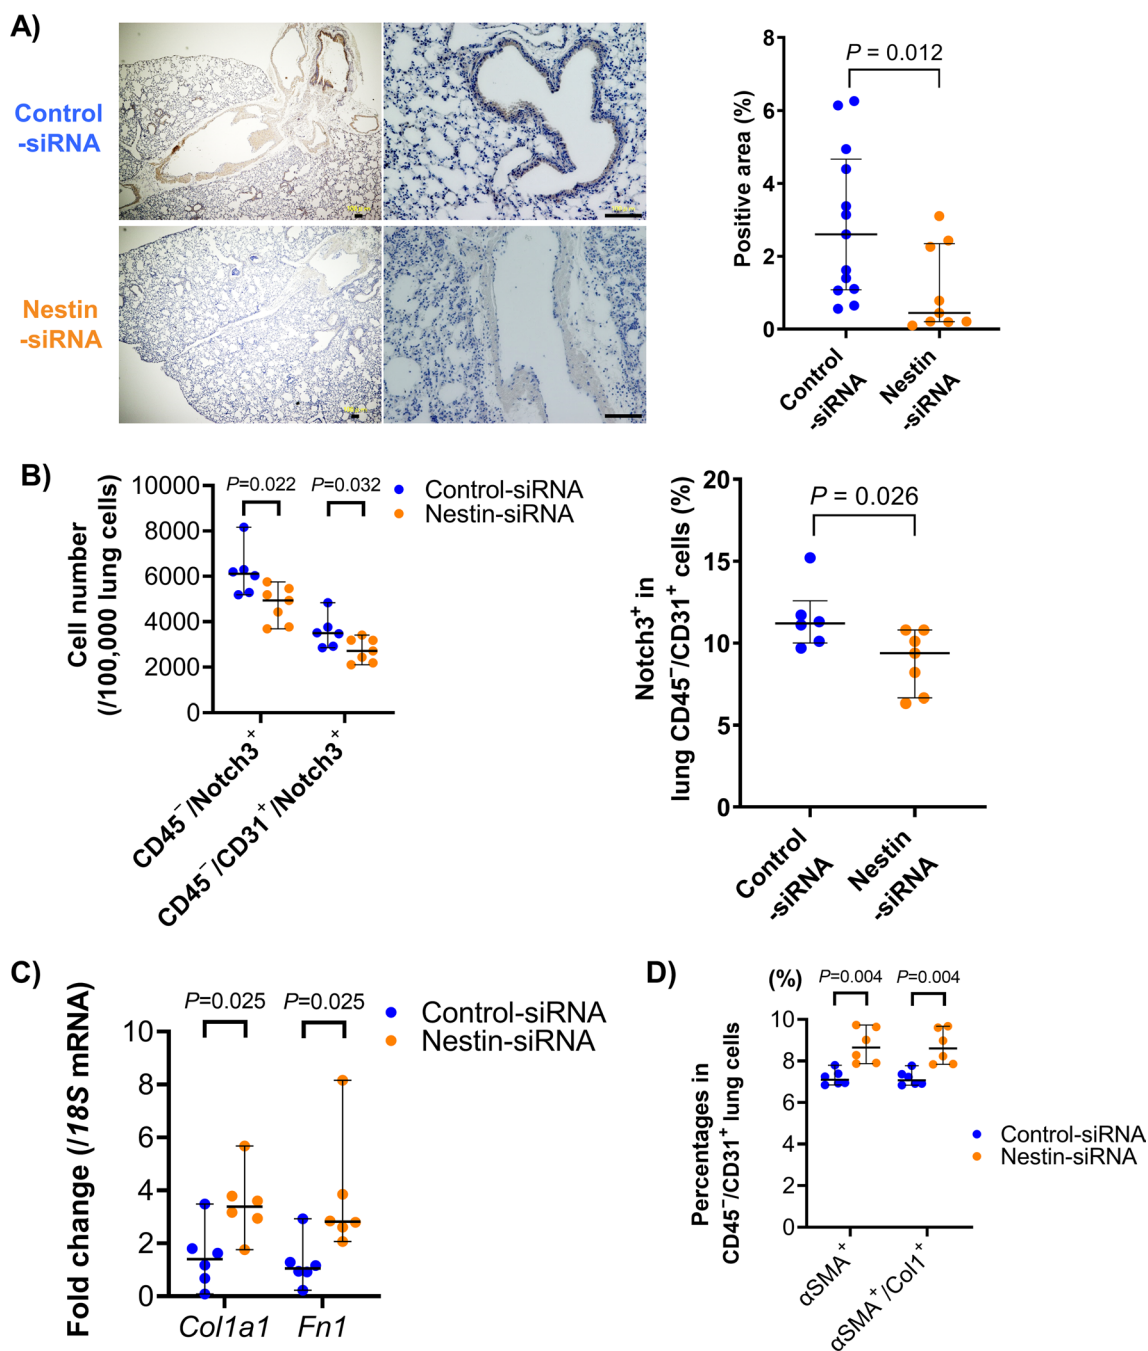 A)
Control
-siRNA
Nestin
-siRNA
Positive area (%)
8
6
4
2
0
P = 0.012
Control
-siRNA
Nestin
-siRNA
B)
Cell number
(/100,000 lung cells)
10000
8000
6000
4000
2000
0
P=0.022
P=0.032
Control-siRNA
Nestin-siRNA
CD45⁻/Notch3⁺
CD45⁻/CD31⁺/Notch3⁺
Notch3⁺ in
lung CD45⁻/CD31⁺ cells (%)
20
15
10
5
0
P = 0.026
Control
-siRNA
Nestin
-siRNA
C)
Fold change (/18S mRNA)
10
8
6
4
2
0
P=0.025
P=0.025
Control-siRNA
Nestin-siRNA
Col1a1
Fn1
D)
(%)
Percentages in
CD45⁻/CD31⁺ lung cells
10
8
6
4
2
0
P=0.004
P=0.004
Control-siRNA
Nestin-siRNA
αSMA⁺
αSMA⁺/Col1⁺